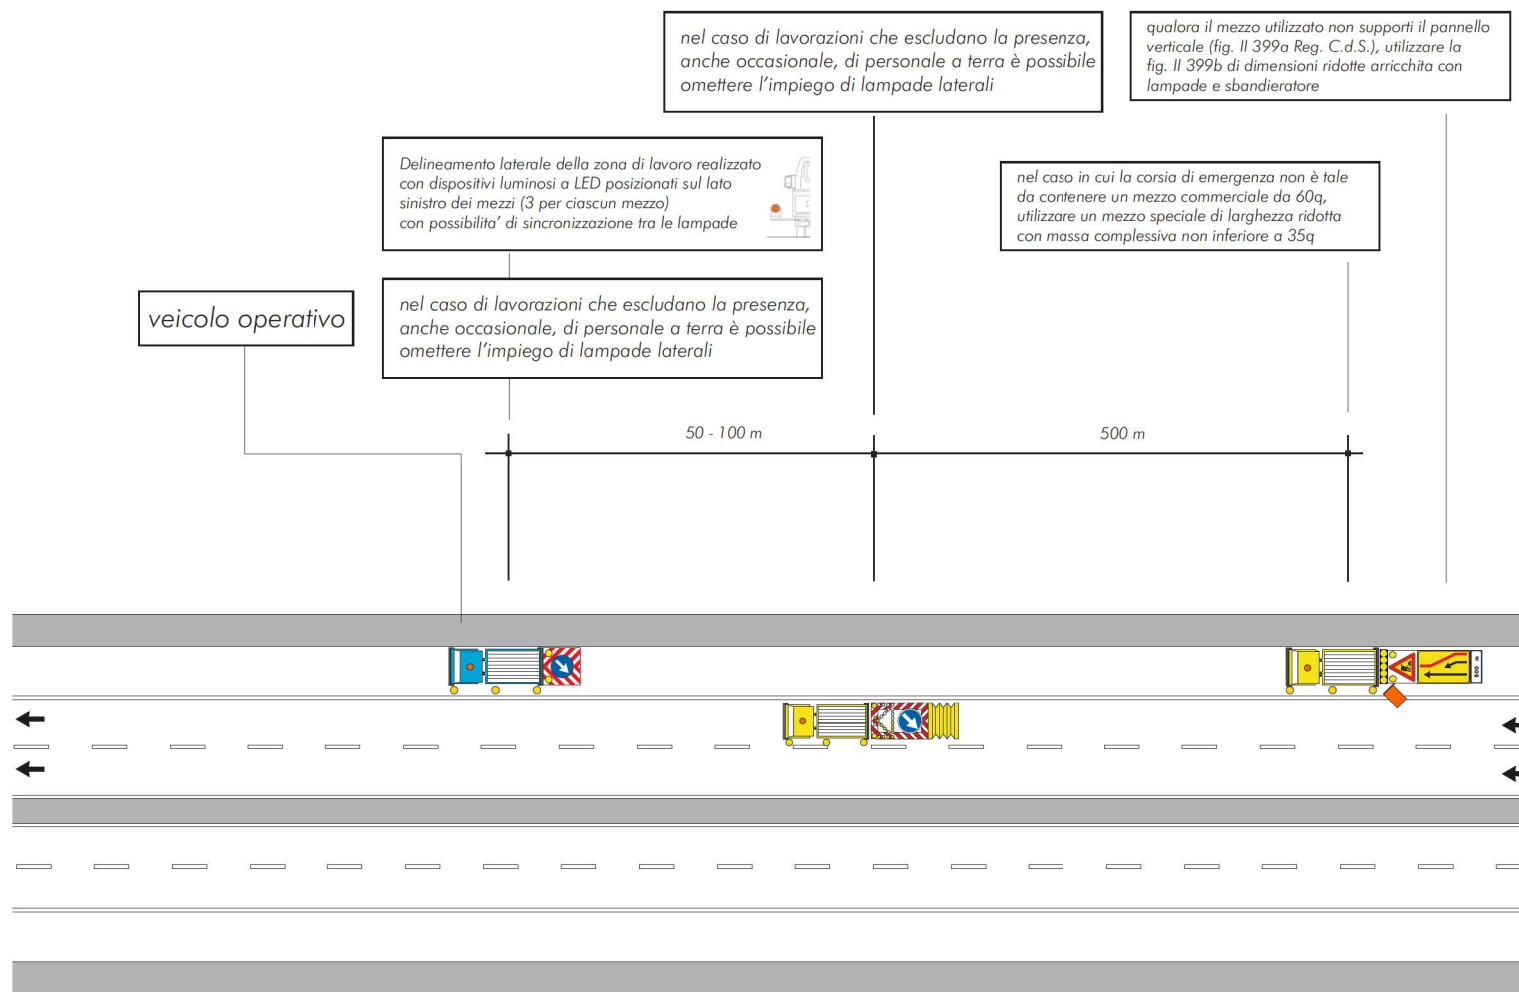 nel caso di lavorazioni che escludano la presenza,
anche occasionale, di personale a terra è possibile
omettere l'impiego di lampade laterali
qualora il mezzo utilizzato non supporti il pannello
verticale (fig. II 399a Reg. C.d.S.), utilizzare la
fig. II 399b di dimensioni ridotte arricchita con
lampade e sbandieratore
Delineamento laterale della zona di lavoro realizzato
con dispositivi luminosi a LED posizionati sul lato
sinistro dei mezzi (3 per ciascun mezzo)
con possibilita' di sincronizzazione tra le lampade
nel caso in cui la corsia di emergenza non è tale
da contenere un mezzo commerciale da 60q,
utilizzare un mezzo speciale di larghezza ridotta
con massa complessiva non inferiore a 35q
veicolo operativo
nel caso di lavorazioni che escludano la presenza,
anche occasionale, di personale a terra è possibile
omettere l'impiego di lampade laterali
50 - 100 m
500 m
500 m